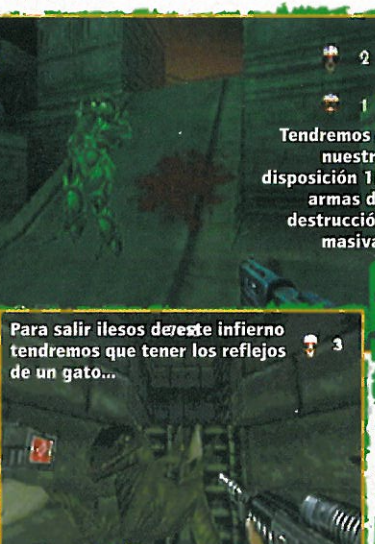 2
1
Tendremos
nuestr
disposición 1
armas d
destrucció
masiva
Para salir ilesos de este infierno
tendremos que tener los reflejos
de un gato...
3